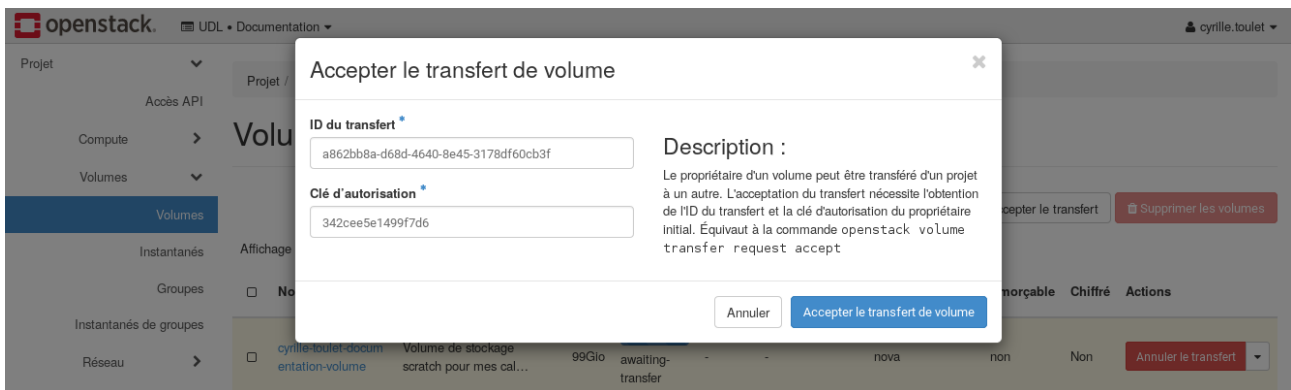 openstack. UDL • Documentation cyrille.toulet
Projet
Accès API
Compute
Volumes
Volumes
Instantanés
Groupes
Instantanés de groupes
Réseau
Projet /
Volu
Accepter le transfert de volume
ID du transfert *
a862bb8a-d68d-4640-8e45-3178df60cb3f
Clé d'autorisation *
342cee5e1499f7d6
Description :
Le propriétaire d'un volume peut être transféré d'un projet
à un autre. L'acceptation du transfert nécessite l'obtention
de l'ID du transfert et la clé d'autorisation du propriétaire
initial. Équivaut à la commande openstack volume
transfer request accept
Annuler Accepter le transfert de volume
cepter le transfert Supprimer les volumes
Affichage
No morçable Chiffré Actions
cyrille-toulet-docum
entation-volume
Volume de stockage
scratch pour mes cal...
99Gio
awaiting-
transfer
- - nova non Non Annuler le transfert